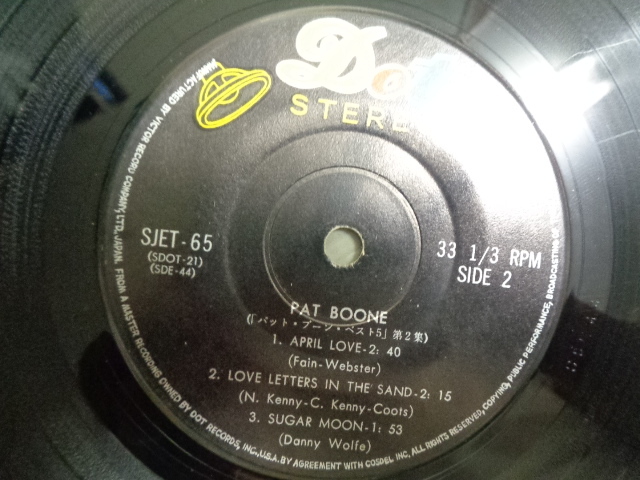 STEREO
SJET-65
(SDOT-21)
(SDE-44)
33 1/3 RPM
SIDE 2
PAT BOONE
(「パット・ブーン・ベスト5」第2集)
1. APRIL LOVE-2: 40
(Fain-Webster)
2. LOVE LETTERS IN THE SAND-2: 15
(N. Kenny-C. Kenny-Coots)
3. SUGAR MOON-1: 53
(Danny Wolfe)
MANUFACTURED BY VICTOR RECORD COMPANY, LTD. JAPAN. FROM A MASTER RECORDING OWNED BY DOT RECORDS, INC., U.S.A. BY AGREEMENT WITH COSDEL INC, ALL RIGHTS RESERVED, COPYING, PUBLIC PERFORMANCE, BROADCASTING